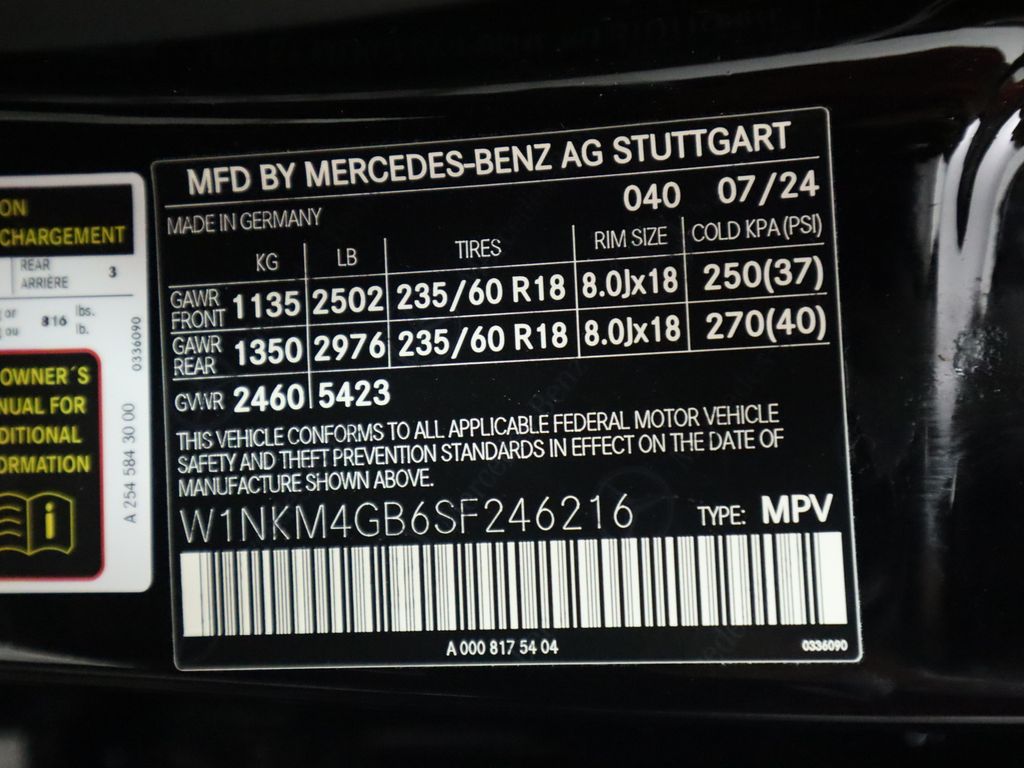 ON
CHARGEMENT
REAR 3
ARRIÈRE
or 816 lbs.
ou lb.
0336090
OWNER´S
NUAL FOR
DITIONAL
ORMATION
i
A 254 584 30 00
MFD BY MERCEDES-BENZ AG STUTTGART
040 07/24
MADE IN GERMANY
KG LB TIRES RIM SIZE COLD KPA (PSI)
GAWR FRONT 1135 2502 235/60 R18 8.0Jx18 250(37)
GAWR REAR 1350 2976 235/60 R18 8.0Jx18 270(40)
GVWR 2460 5423
THIS VEHICLE CONFORMS TO ALL APPLICABLE FEDERAL MOTOR VEHICLE
SAFETY AND THEFT PREVENTION STANDARDS IN EFFECT ON THE DATE OF
MANUFACTURE SHOWN ABOVE.
W1NKM4GB6SF246216 TYPE: MPV
A 000 817 54 04 0336090